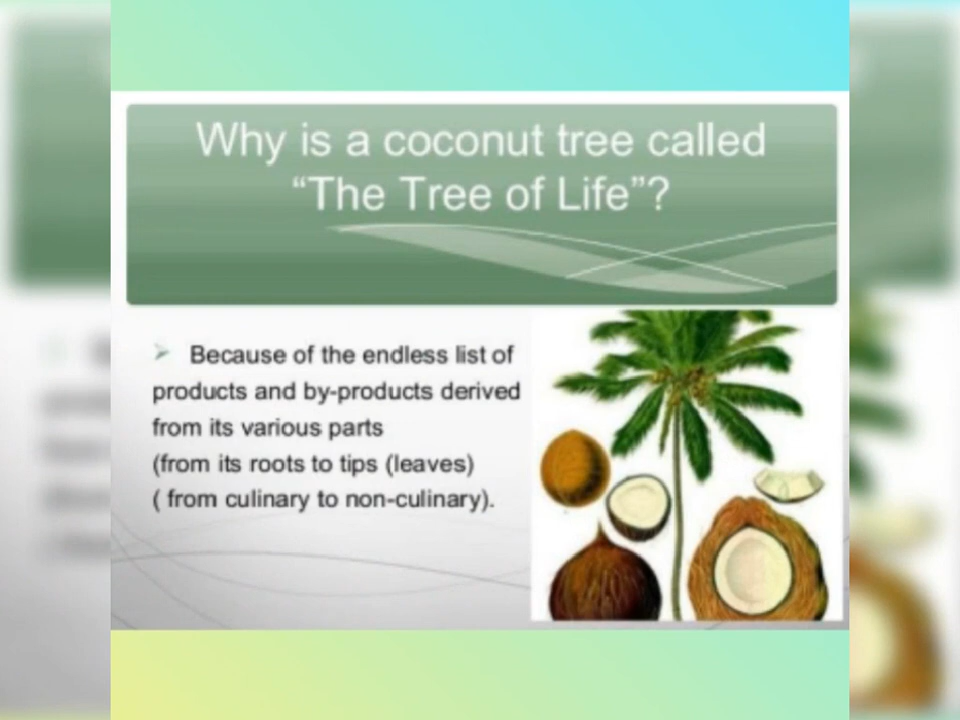 Why is a coconut tree called
“The Tree of Life”?
Because of the endless list of
products and by-products derived
from its various parts
(from its roots to tips (leaves)
( from culinary to non-culinary).